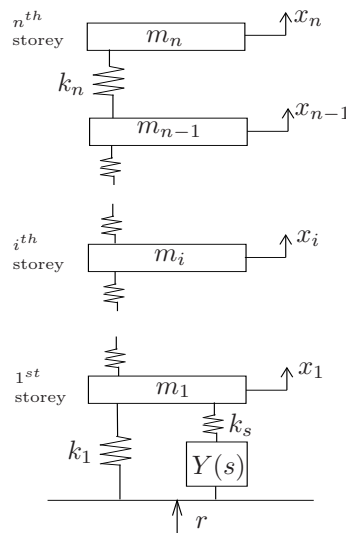 n^{th} storey
m_n
x_n
k_n
m_{n-1}
x_{n-1}
i^{th} storey
m_i
x_i
1^{st} storey
m_1
x_1
k_1
k_s
Y(s)
r